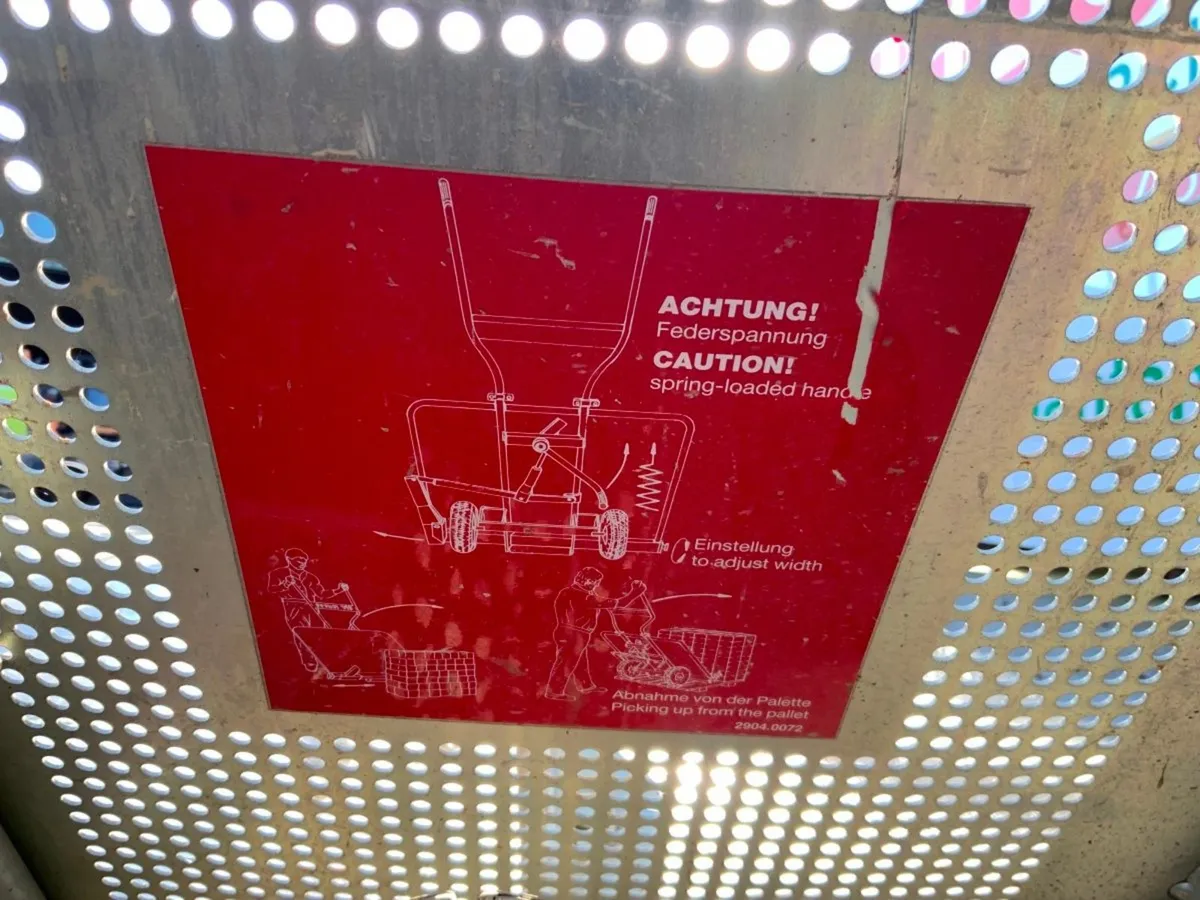 ACHTUNG!
Federspannung
CAUTION!
spring-loaded handle
Einstellung
to adjust width
Abnahme von der Palette
Picking up from the pallet
2904.0072